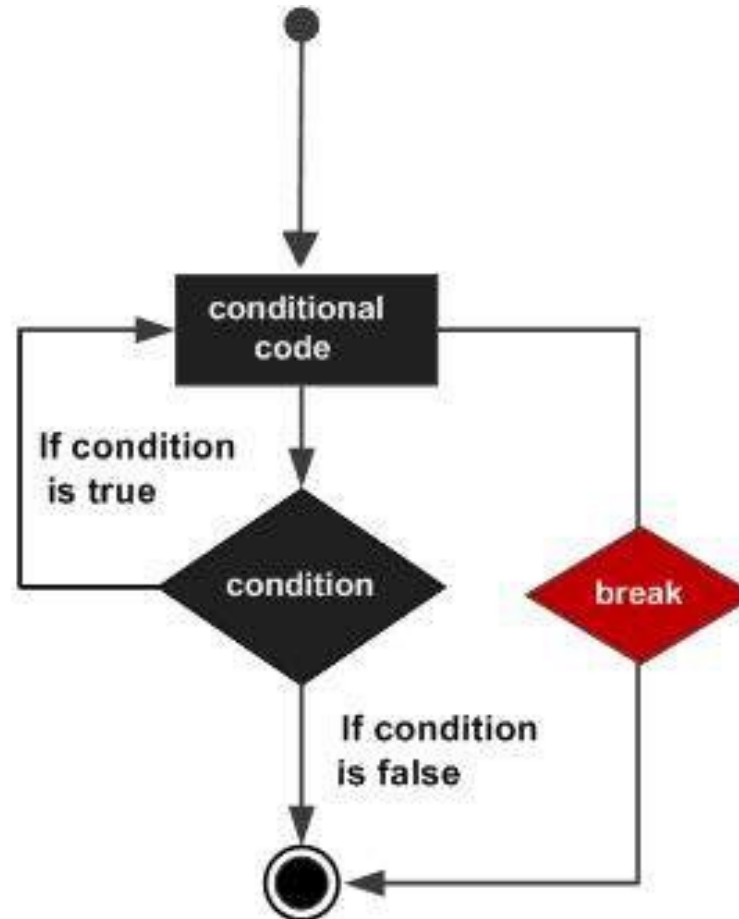 conditional
code
If condition
is true
condition
break
If condition
is false